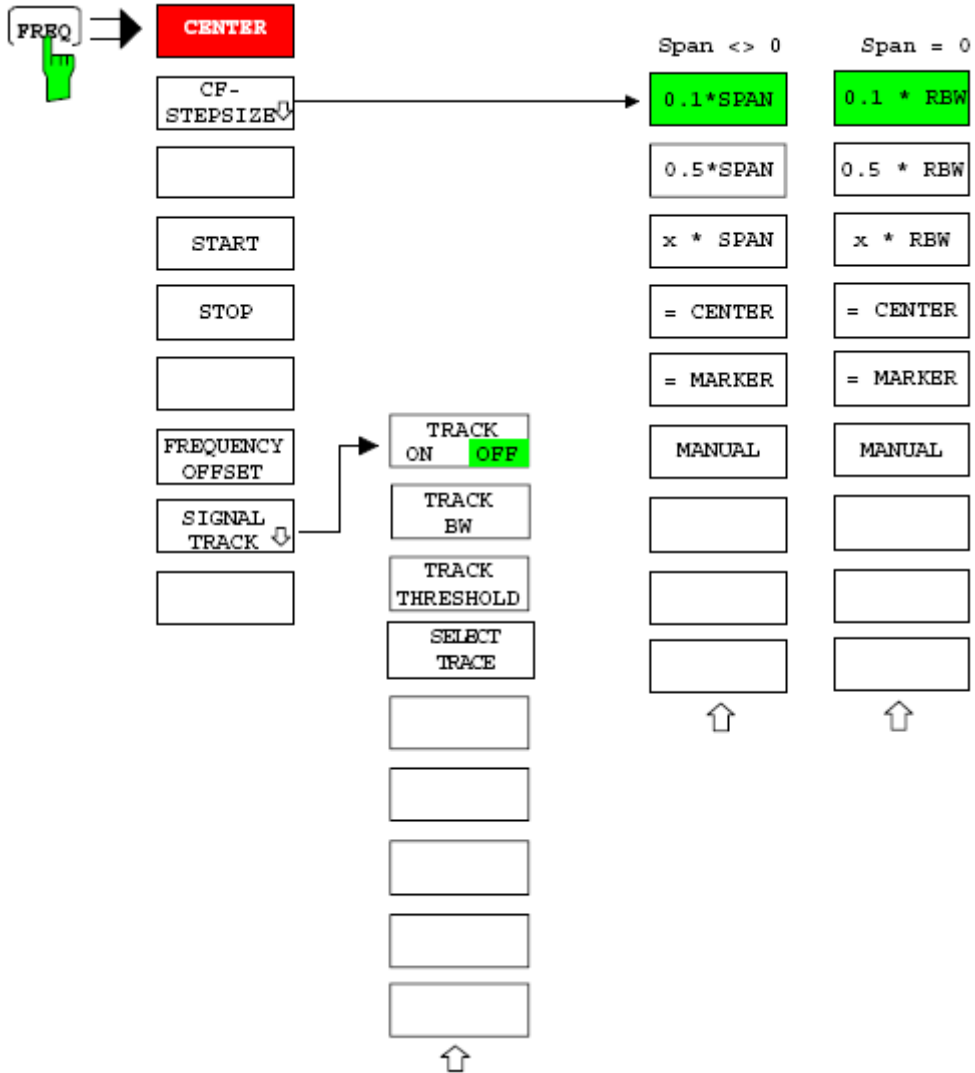 FREQ
CENTER
CF-
STEPSIZE
START
STOP
FREQUENCY
OFFSET
SIGNAL
TRACK
TRACK
ON OFF
TRACK
BW
TRACK
THRESHOLD
SELECT
TRACE
Span <> 0
0.1*SPAN
0.5*SPAN
x * SPAN
= CENTER
= MARKER
MANUAL
Span = 0
0.1 * RBW
0.5 * RBW
x * RBW
= CENTER
= MARKER
MANUAL